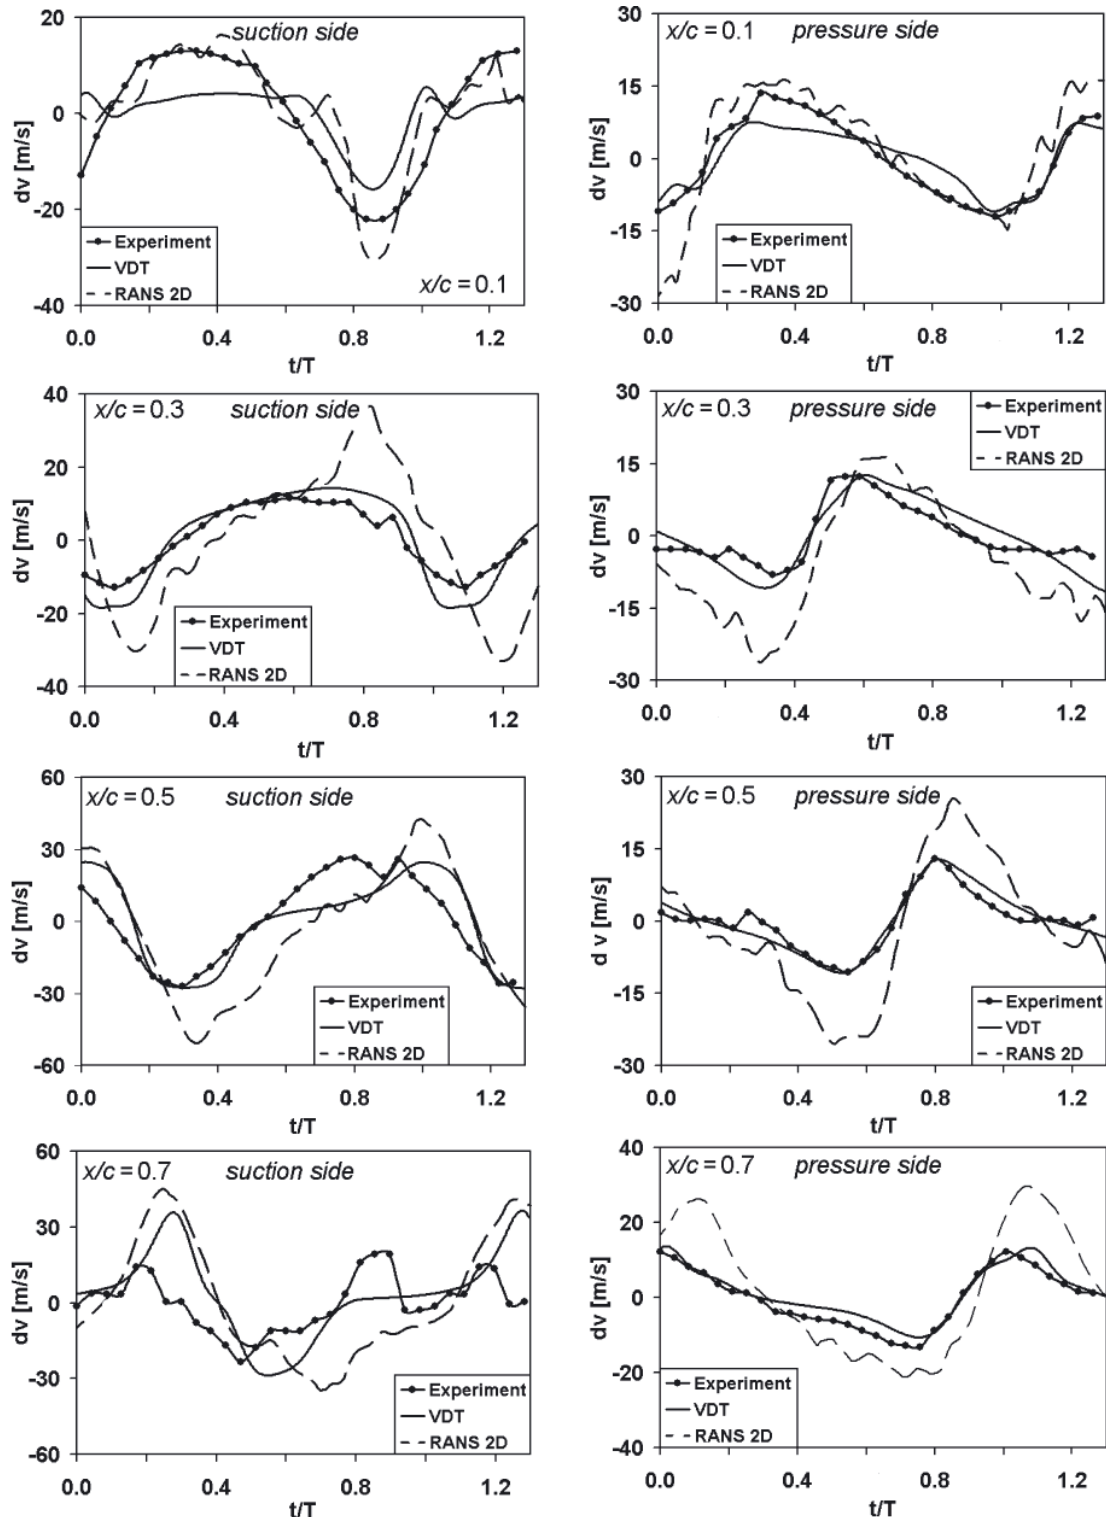 20
suction side
10
0
dv [m/s]
-20
Experiment
VDT
RANS 2D
x/c = 0.1
-40
0.0 0.4 0.8 1.2
t/T
30
x/c = 0.1 pressure side
15
0
dv [m/s]
-15
Experiment
VDT
RANS 2D
-30
0.0 0.4 0.8 1.2
t/T
40
x/c = 0.3 suction side
20
0
dv [m/s]
-20
Experiment
VDT
RANS 2D
-40
0.0 0.4 0.8 1.2
t/T
30
x/c = 0.3 pressure side
Experiment
VDT
RANS 2D
15
0
dv [m/s]
-15
-30
0.0 0.4 0.8 1.2
t/T
60
x/c = 0.5 suction side
30
0
dv [m/s]
-30
Experiment
VDT
RANS 2D
-60
0.0 0.4 0.8 1.2
t/T
30
x/c = 0.5 pressure side
15
0
d v [m/s]
-15
Experiment
VDT
RANS 2D
-30
0.0 0.4 0.8 1.2
t/T
60
x/c = 0.7 suction side
30
0
dv [m/s]
-30
Experiment
VDT
RANS 2D
-60
0.0 0.4 0.8 1.2
t/T
40
x/c = 0.7 pressure side
20
0
dv [m/s]
-20
Experiment
VDT
RANS 2D
-40
0.0 0.4 0.8 1.2
t/T